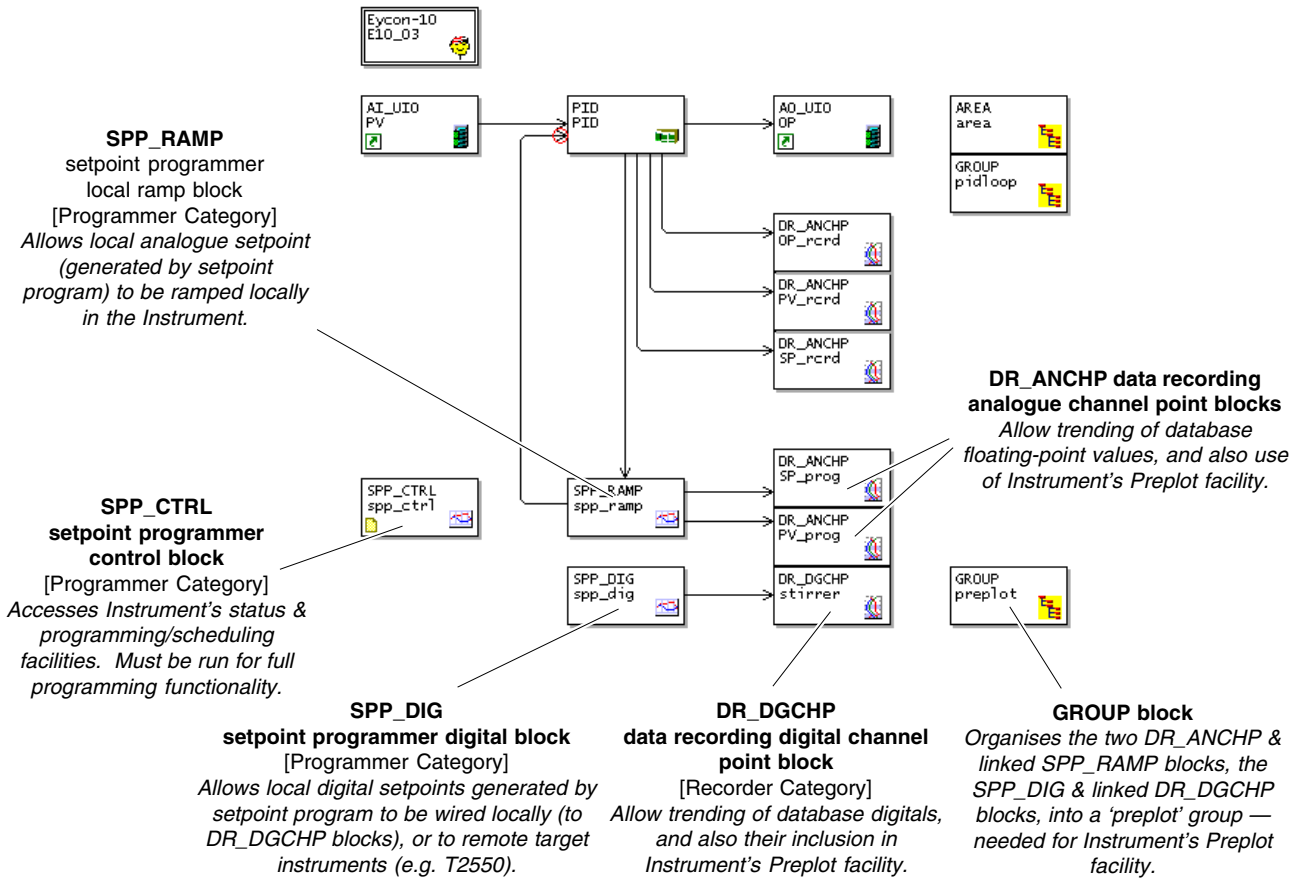 Eycon-10
E10_03
AI_UIO
PV
PID
PID
AO_UIO
OP
AREA
area
GROUP
pidloop
SPP_RAMP
setpoint programmer
local ramp block
[Programmer Category]
Allows local analogue setpoint
(generated by setpoint
program) to be ramped locally
in the Instrument.
DR_ANCHP
OP_rcrd
DR_ANCHP
PV_rcrd
DR_ANCHP
SP_rcrd
DR_ANCHP data recording
analogue channel point blocks
Allow trending of database
floating-point values, and also use
of Instrument's Preplot facility.
SPP_CTRL
setpoint programmer
control block
[Programmer Category]
Accesses Instrument's status &
programming/scheduling
facilities. Must be run for full
programming functionality.
SPP_CTRL
spp_ctrl
SPP_RAMP
spp_ramp
DR_ANCHP
SP_prog
DR_ANCHP
PV_prog
SPP_DIG
spp_dig
DR_DGCHP
stirrer
GROUP
preplot
SPP_DIG
setpoint programmer digital block
[Programmer Category]
Allows local digital setpoints generated by
setpoint program to be wired locally (to
DR_DGCHP blocks), or to remote target
instruments (e.g. T2550).
DR_DGCHP
data recording digital channel
point block
[Recorder Category]
Allow trending of database digitals,
and also their inclusion in
Instrument's Preplot facility.
GROUP block
Organises the two DR_ANCHP &
linked SPP_RAMP blocks, the
SPP_DIG & linked DR_DGCHP
blocks, into a 'preplot' group —
needed for Instrument's Preplot
facility.